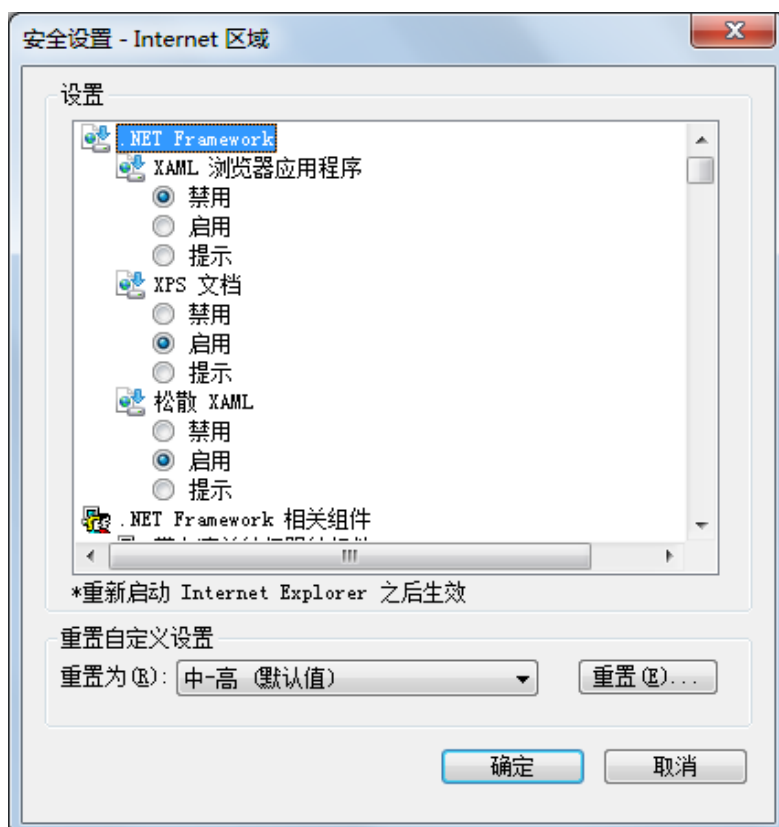 安全设置 - Internet 区域
设置
.NET Framework
XAML 浏览器应用程序
禁用
启用
提示
XPS 文档
禁用
启用
提示
松散 XAML
禁用
启用
提示
.NET Framework 相关组件
*重新启动 Internet Explorer 之后生效
重置自定义设置
重置为(R): 中-高 (默认值) 重置(E)...
确定 取消